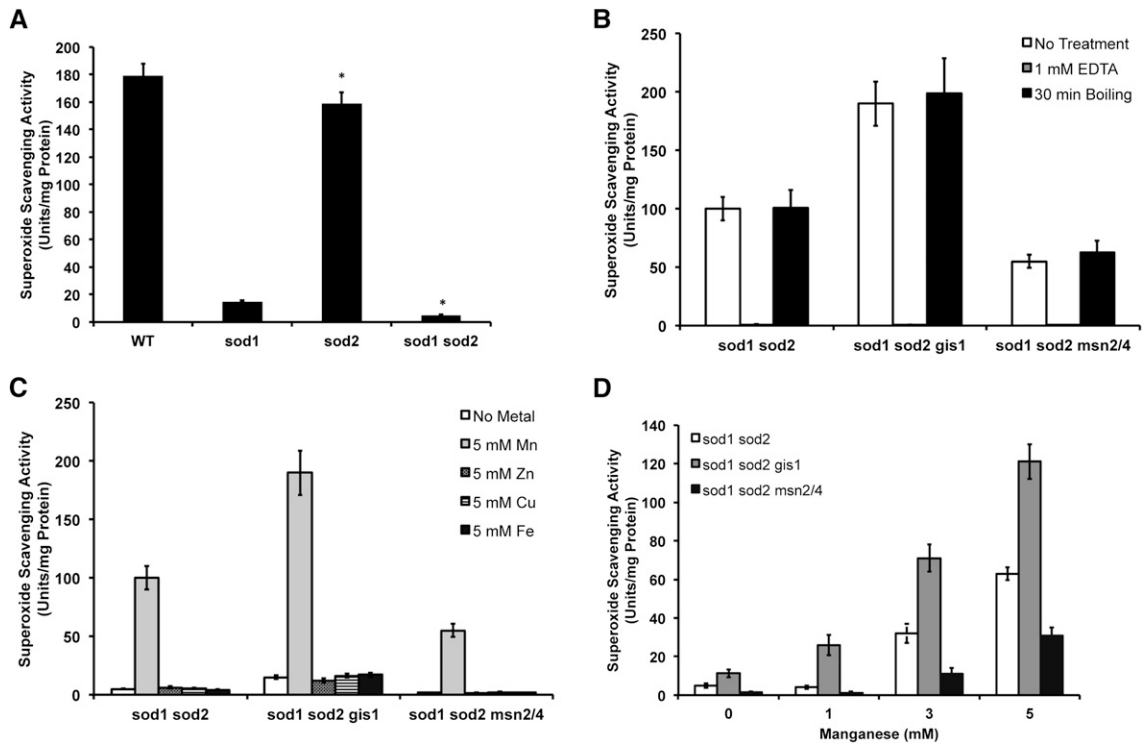 A
Superoxide Scavenging Activity
(Units/mg Protein)
200
180
160
140
120
100
80
60
40
20
0
*
*
WT sod1 sod2 sod1 sod2
B
Superoxide Scavenging Activity
(Units/mg Protein)
250
200
150
100
50
0
No Treatment
1 mM EDTA
30 min Boiling
sod1 sod2 sod1 sod2 gis1 sod1 sod2 msn2/4
C
Superoxide Scavenging Activity
(Units/mg Protein)
250
200
150
100
50
0
No Metal
5 mM Mn
5 mM Zn
5 mM Cu
5 mM Fe
sod1 sod2 sod1 sod2 gis1 sod1 sod2 msn2/4
D
Superoxide Scavenging Activity
(Units/mg Protein)
140
120
100
80
60
40
20
0
sod1 sod2
sod1 sod2 gis1
sod1 sod2 msn2/4
0 1 3 5
Manganese (mM)